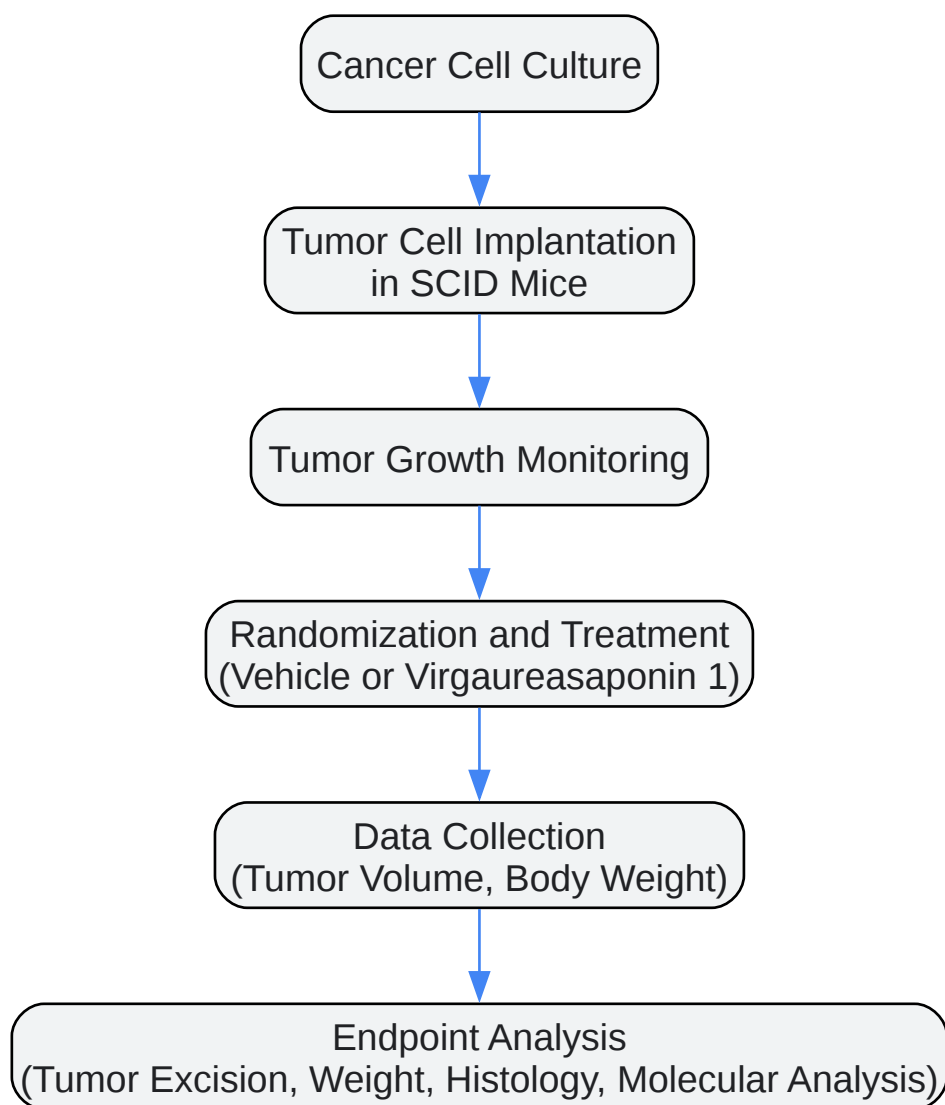 Cancer Cell Culture
Tumor Cell Implantation
in SCID Mice
Tumor Growth Monitoring
Randomization and Treatment
(Vehicle or Virgaureasaponin 1)
Data Collection
(Tumor Volume, Body Weight)
Endpoint Analysis
(Tumor Excision, Weight, Histology, Molecular Analysis)